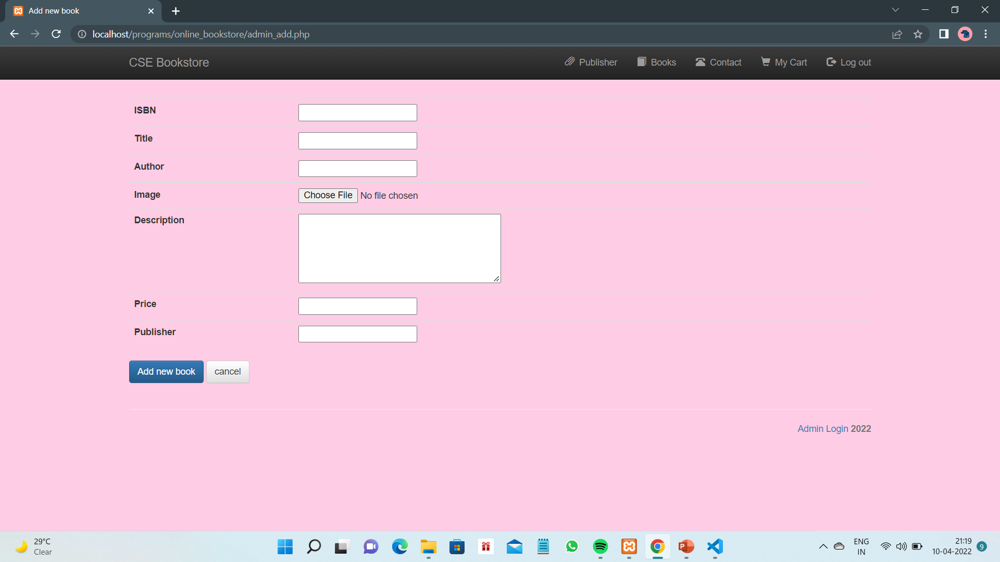 Add new book
localhost/programs/online_bookstore/admin_add.php
CSE Bookstore
Publisher
Books
Contact
My Cart
Log out
ISBN
Title
Author
Image
Choose File No file chosen
Description
Price
Publisher
Add new book
cancel
Admin Login 2022
29°C
Clear
ENG
IN
21:19
10-04-2022
9